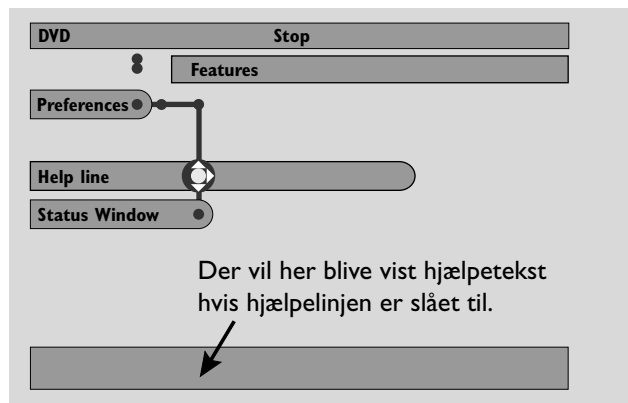 DVD Stop
Features
Preferences
Help line
Status Window
Der vil her blive vist hjælpetekst
hvis hjælpelinjen er slået til.